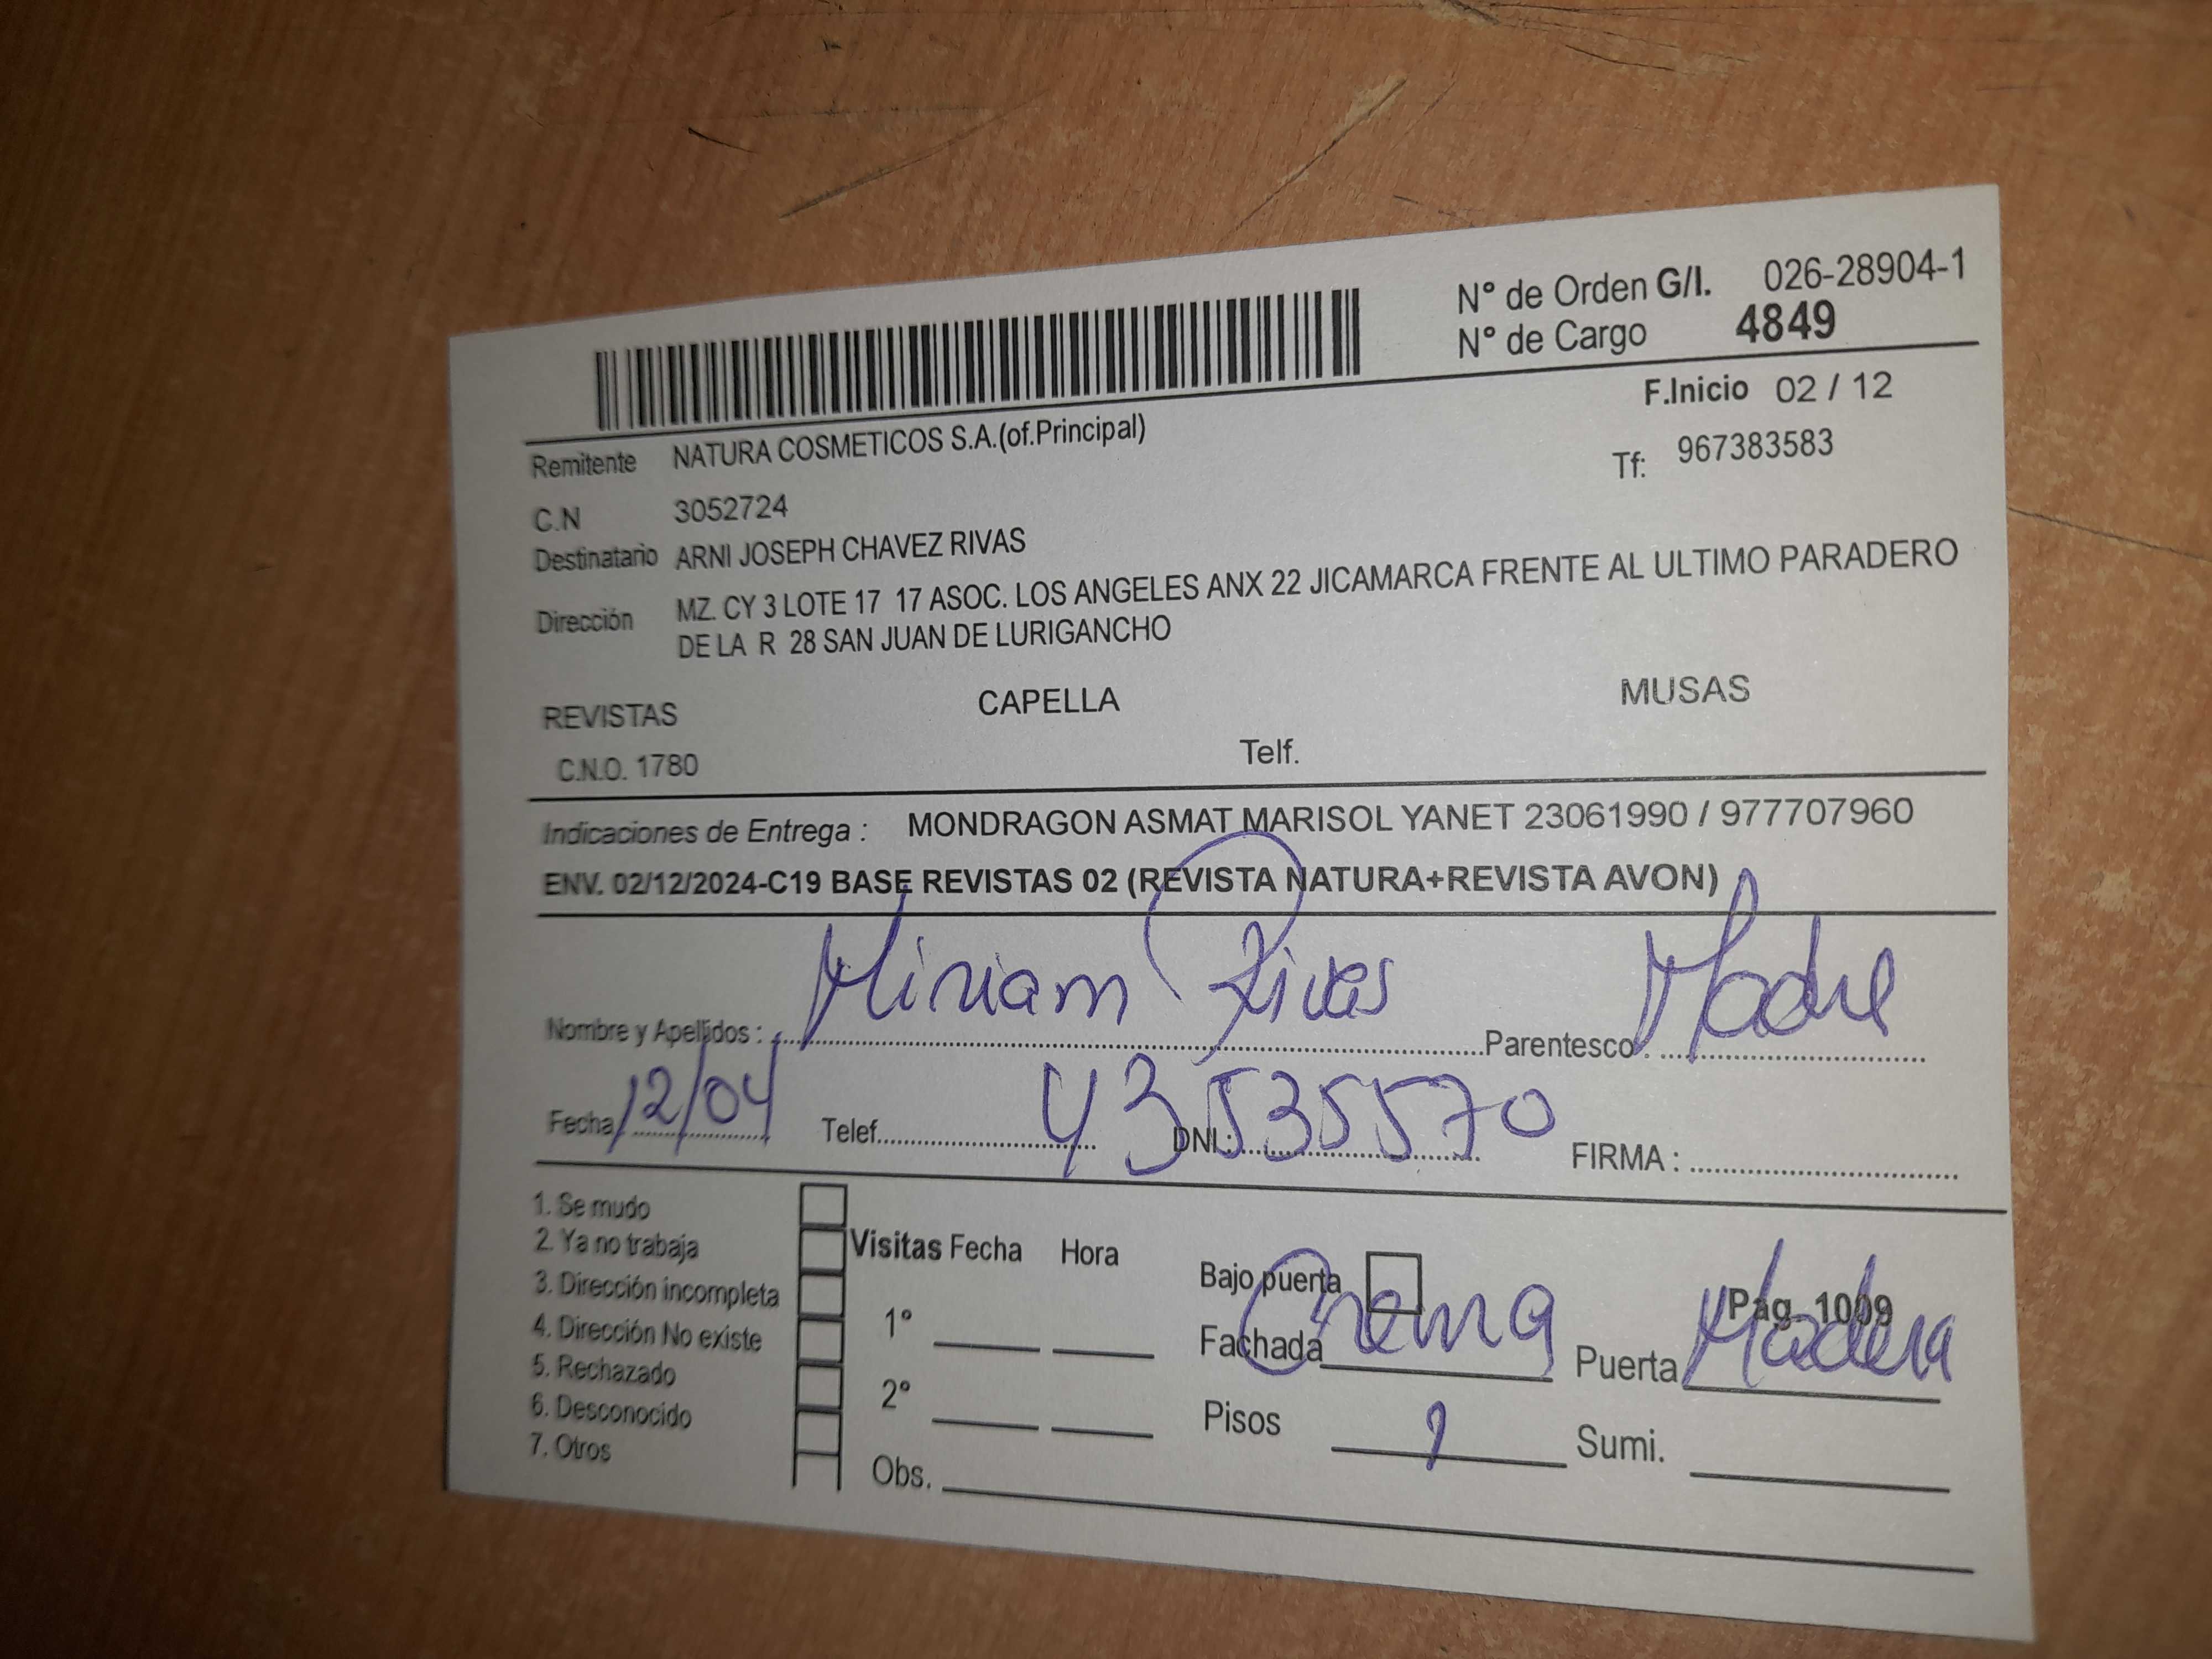 N° de Orden G/I. 026-28904-1
N° de Cargo 4849
F.Inicio 02 / 12
Remitente NATURA COSMETICOS S.A.(of.Principal)
Tf: 967383583
C.N 3052724
Destinatario ARNI JOSEPH CHAVEZ RIVAS
Dirección MZ. CY 3 LOTE 17 17 ASOC. LOS ANGELES ANX 22 JICAMARCA FRENTE AL ULTIMO PARADERO
DE LA R 28 SAN JUAN DE LURIGANCHO
REVISTAS CAPELLA MUSAS
C.N.O. 1780 Telf.
Indicaciones de Entrega : MONDRAGON ASMAT MARISOL YANET 23061990 / 977707960
ENV. 02/12/2024-C19 BASE REVISTAS 02 (REVISTA NATURA+REVISTA AVON)
Nombre y Apellidos : Miriam Rivas Parentesco : Madre
Fecha 12/04 Telef. DNI : 43535570 FIRMA :
1. Se mudo
2. Ya no trabaja
3. Dirección incompleta
4. Dirección No existe
5. Rechazado
6. Desconocido
7. Otros
Visitas Fecha Hora
1°
2°
Obs.
Bajo puerta Pag. 1009
Fachada Crema Puerta Madera
Pisos 1 Sumi.